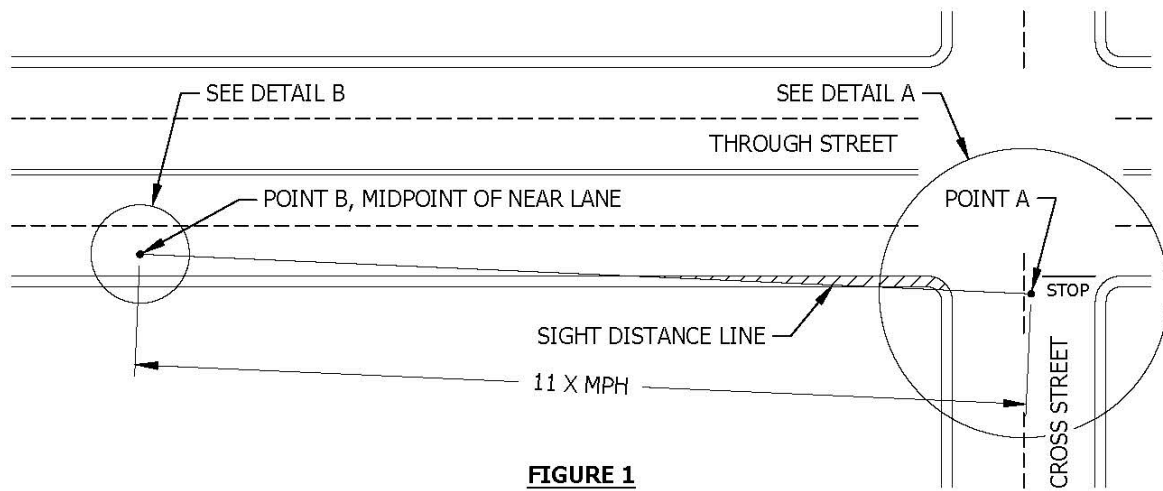 SEE DETAIL B
SEE DETAIL A
THROUGH STREET
POINT B, MIDPOINT OF NEAR LANE
POINT A
STOP
SIGHT DISTANCE LINE
11 X MPH
CROSS STREET
FIGURE 1